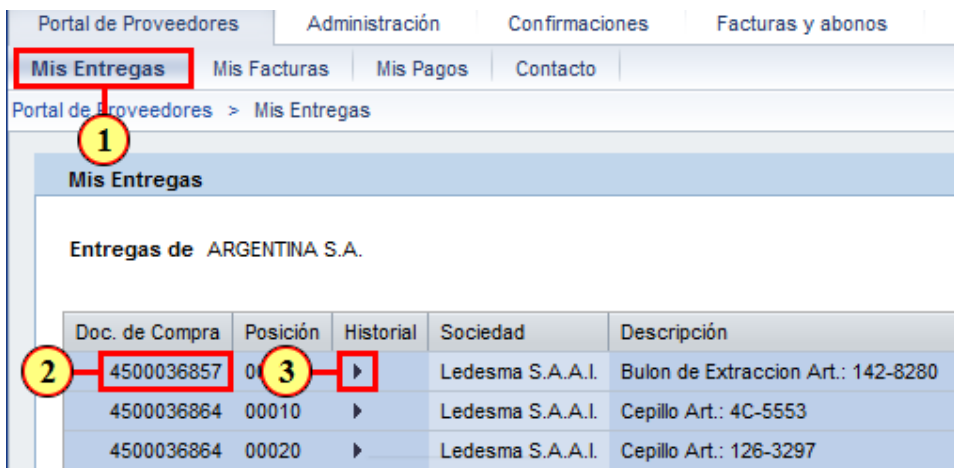 Portal de Proveedores Administración Confirmaciones Facturas y abonos
Mis Entregas Mis Facturas Mis Pagos Contacto
Portal de Proveedores > Mis Entregas
1
Mis Entregas
Entregas de ARGENTINA S.A.
Doc. de Compra Posición Historial Sociedad Descripción
2 4500036857 3 Ledesma S.A.A.I. Bulon de Extraccion Art.: 142-8280
4500036864 00010 Ledesma S.A.A.I. Cepillo Art.: 4C-5553
4500036864 00020 Ledesma S.A.A.I. Cepillo Art.: 126-3297